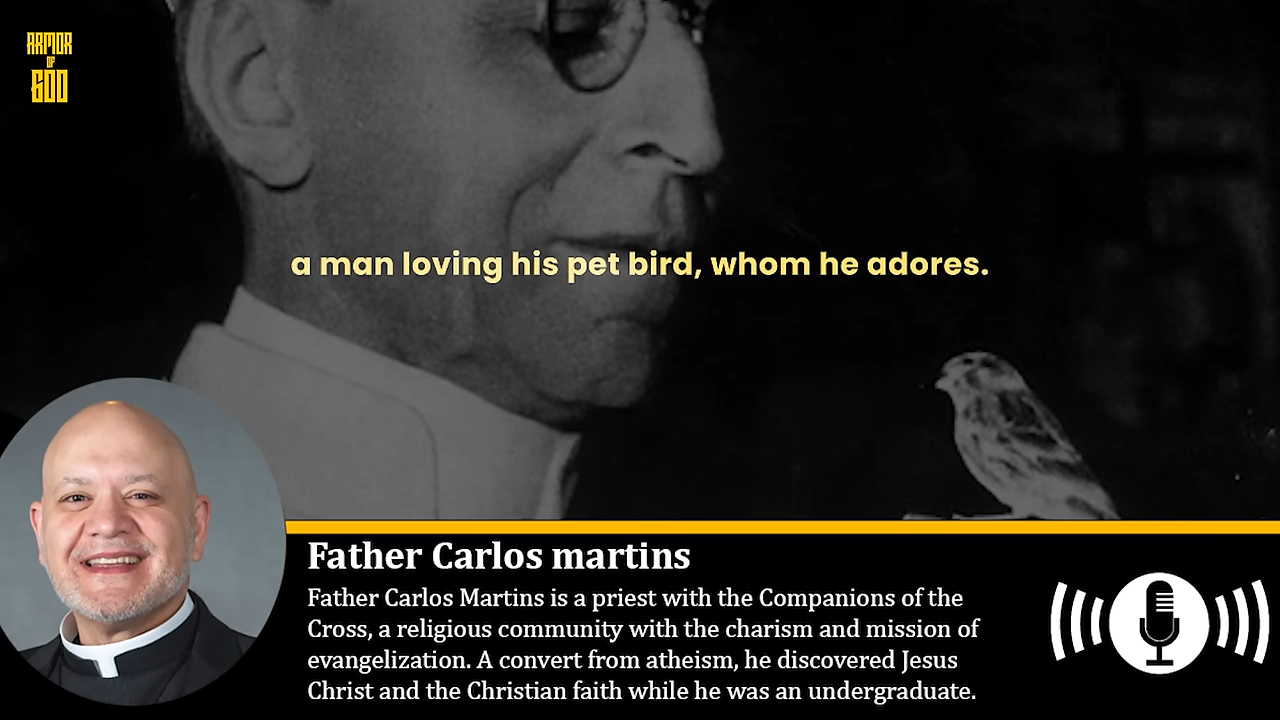 ARMOR
OF
GOD
a man loving his pet bird, whom he adores.
Father Carlos martins
Father Carlos Martins is a priest with the Companions of the
Cross, a religious community with the charism and mission of
evangelization. A convert from atheism, he discovered Jesus
Christ and the Christian faith while he was an undergraduate.